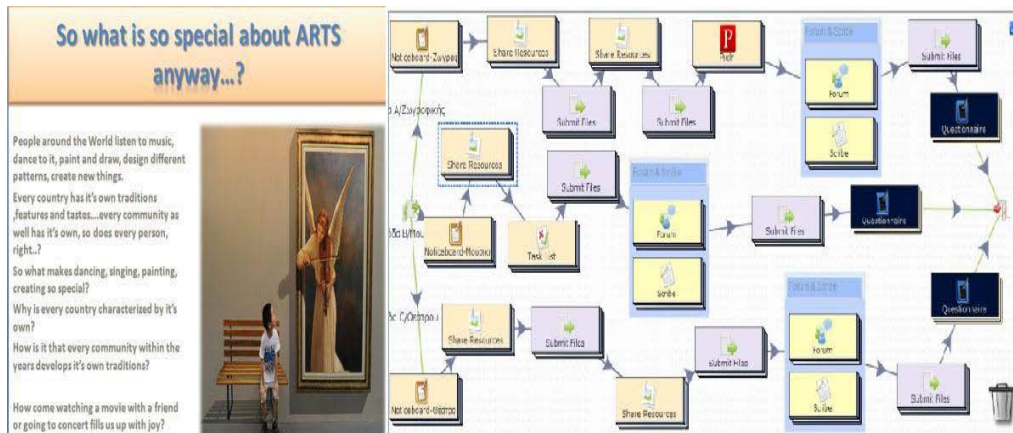 So what is so special about ARTS
anyway...?
People around the World listen to music,
dance to it, paint and draw, design different
patterns, create new things.
Every country has it's own traditions
,features and tastes....every community as
well has it's own, so does every person,
right..?
So what makes dancing, singing, painting,
creating so special?
Why is every country characterized by it's
own?
How is it that every community within the
years develops it's own traditions?
How come watching a movie with a friend
or going to concert fills us up with joy?
Share Resources
Share Resources
Forum & Scribe
Submit Files
Submit Files
Submit Files
Forum
Scribe
Questionnaire
Share Resources
Submit Files
Forum & Scribe
Forum
Scribe
Submit Files
Questionnaire
Noticeboard-Μουσικ
Task List
Questionnaire
Share Resources
Submit Files
Submit Files
Forum & Scribe
Forum
Scribe
Submit Files
Noticeboard-Θέατρο
Share Resources